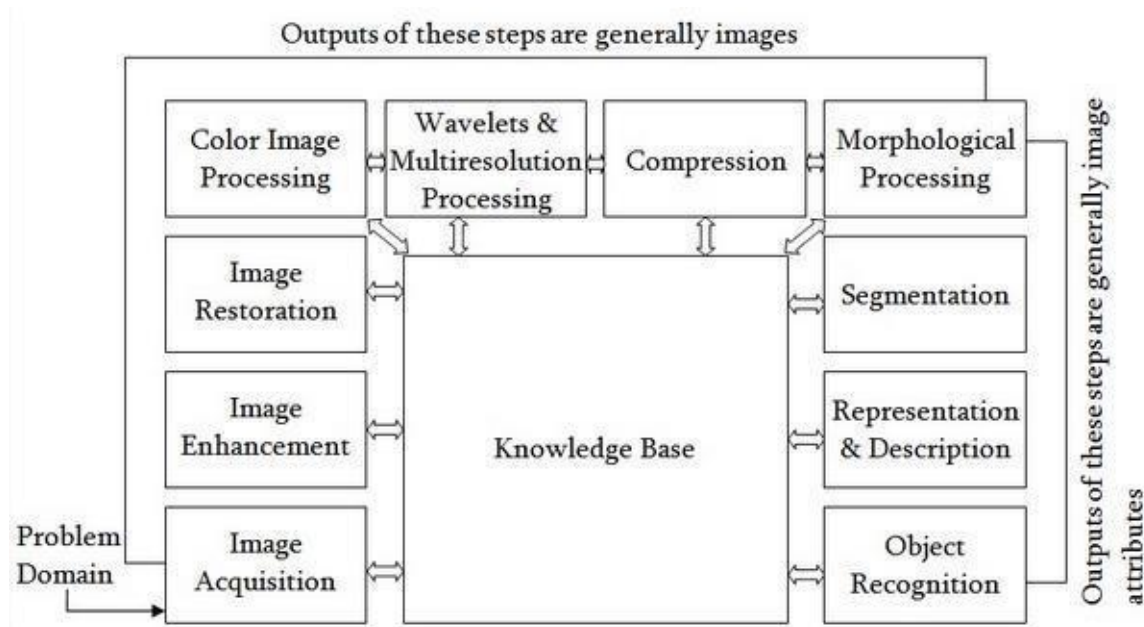 Outputs of these steps are generally images
Color Image
Processing
Wavelets &
Multiresolution
Processing
Compression
Morphological
Processing
Image
Restoration
Segmentation
Image
Enhancement
Knowledge Base
Representation
& Description
Problem
Domain
Image
Acquisition
Object
Recognition
Outputs of these steps are generally image
attributes